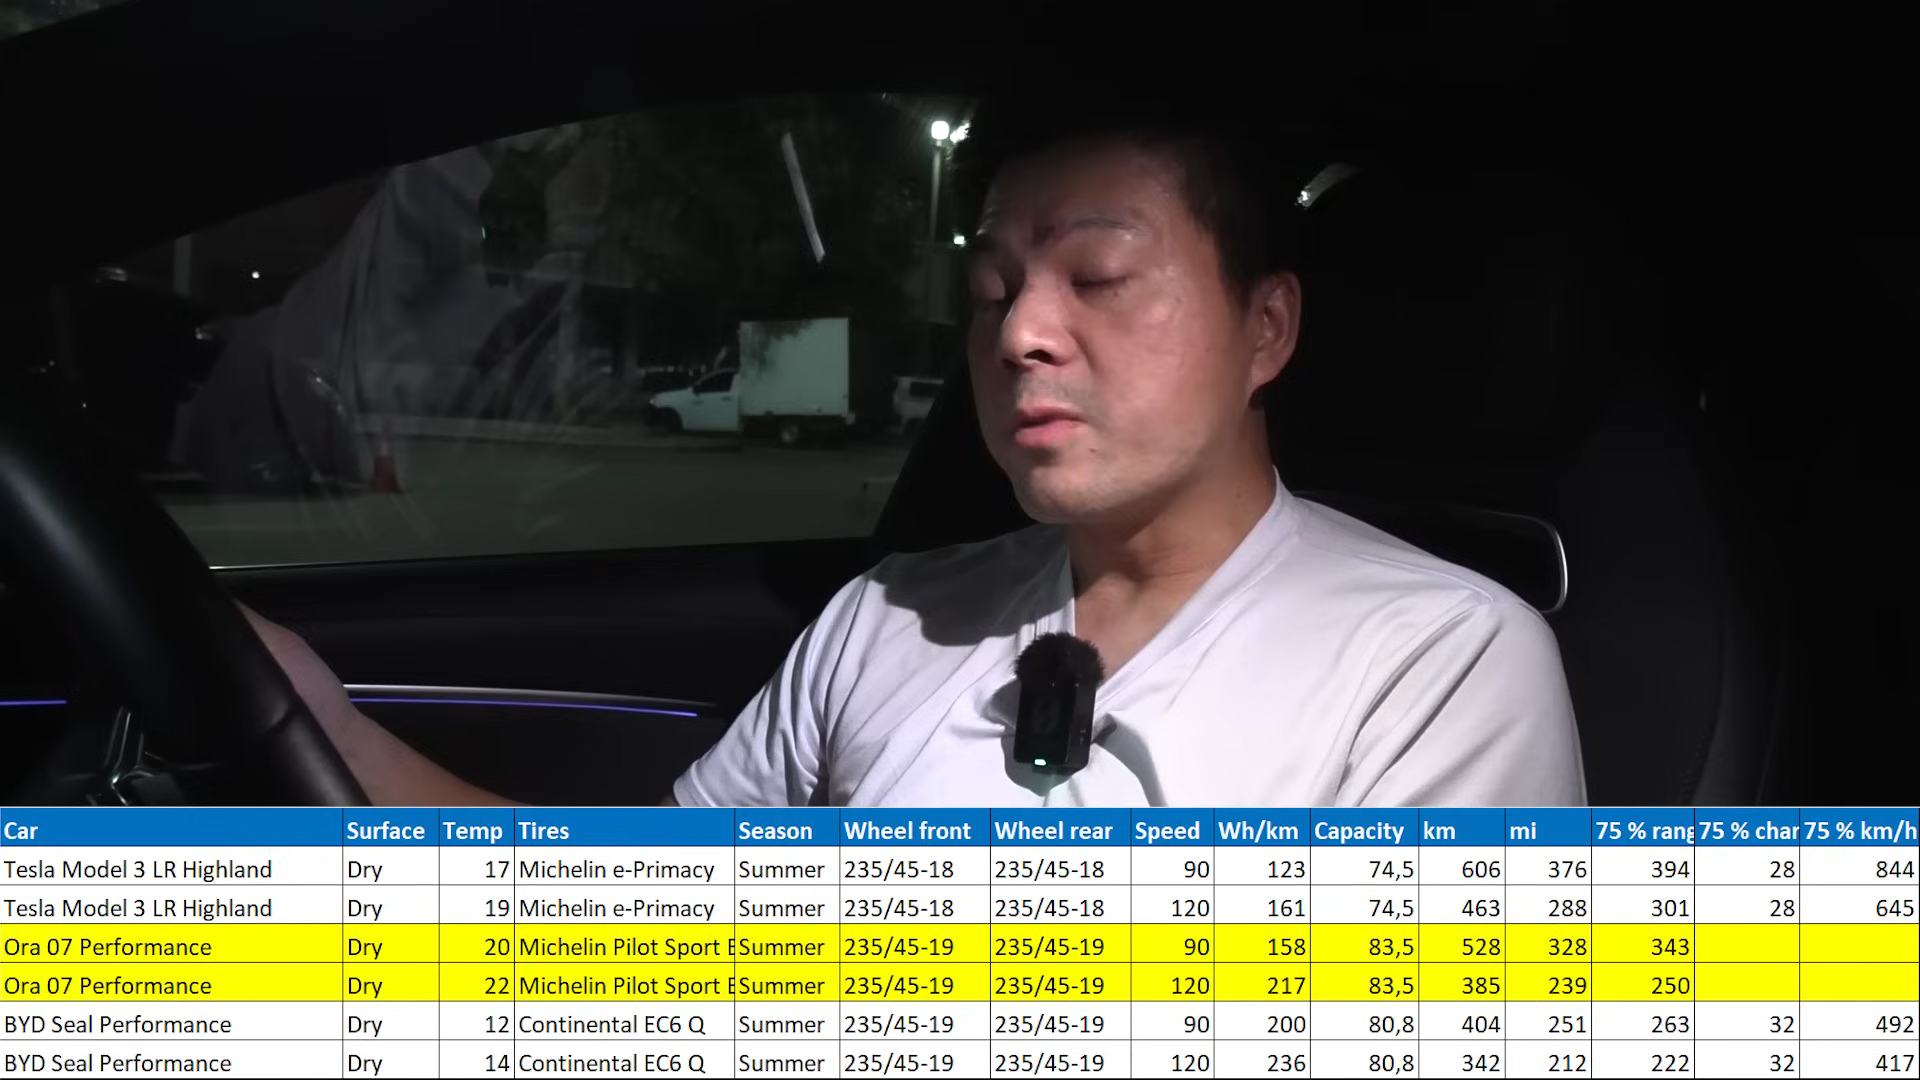 Car Surface Temp Tires Season Wheel front Wheel rear Speed Wh/km Capacity km mi 75 % rang 75 % char 75 % km/h
Tesla Model 3 LR Highland Dry 17 Michelin e-Primacy Summer 235/45-18 235/45-18 90 123 74,5 606 376 394 28 844
Tesla Model 3 LR Highland Dry 19 Michelin e-Primacy Summer 235/45-18 235/45-18 120 161 74,5 463 288 301 28 645
Ora 07 Performance Dry 20 Michelin Pilot Sport E Summer 235/45-19 235/45-19 90 158 83,5 528 328 343
Ora 07 Performance Dry 22 Michelin Pilot Sport E Summer 235/45-19 235/45-19 120 217 83,5 385 239 250
BYD Seal Performance Dry 12 Continental EC6 Q Summer 235/45-19 235/45-19 90 200 80,8 404 251 263 32 492
BYD Seal Performance Dry 14 Continental EC6 Q Summer 235/45-19 235/45-19 120 236 80,8 342 212 222 32 417